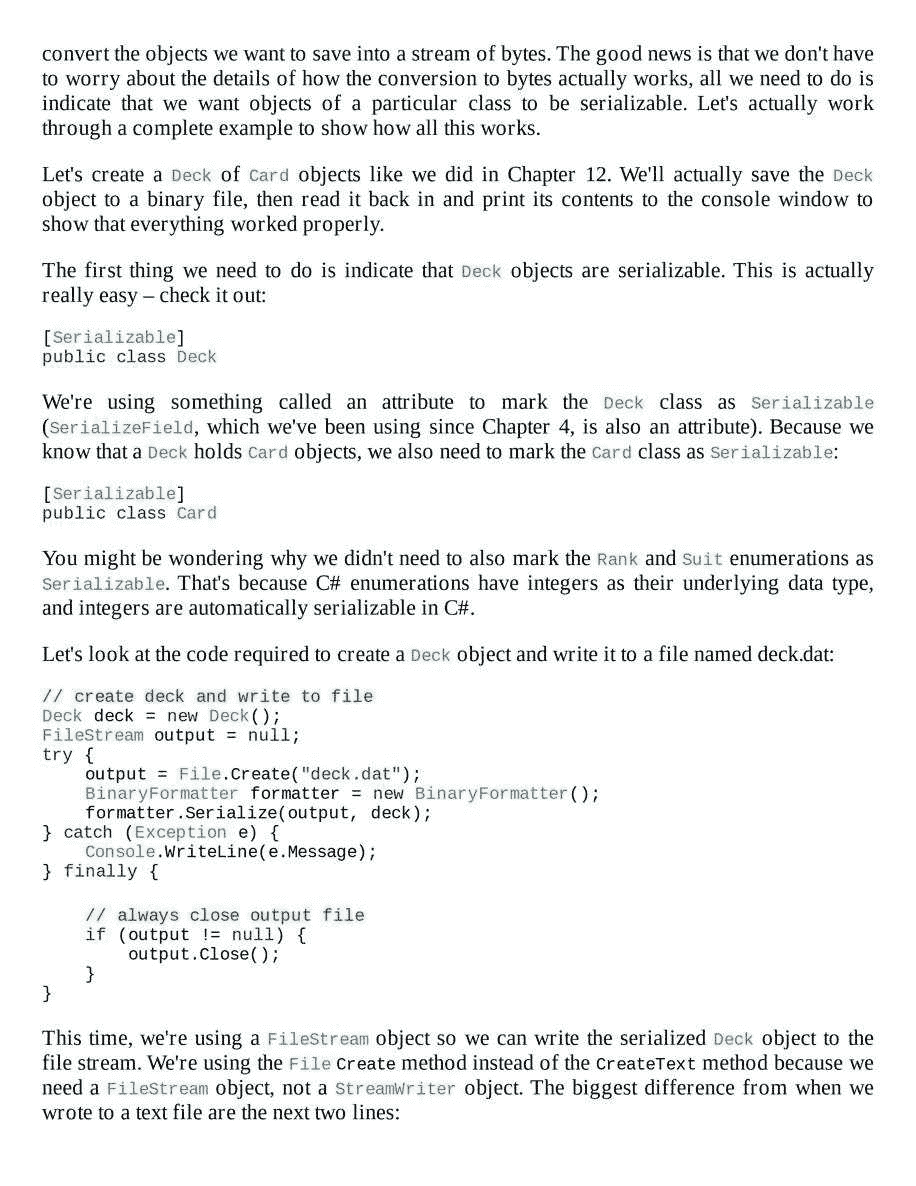 convert the objects we want to save into a stream of bytes. The good news is that we don't have
to worry about the details of how the conversion to bytes actually works, all we need to do is
indicate that we want objects of a particular class to be serializable. Let's actually work
through a complete example to show how all this works.
Let's create a Deck of Card objects like we did in Chapter 12. We'll actually save the Deck
object to a binary file, then read it back in and print its contents to the console window to
show that everything worked properly.
The first thing we need to do is indicate that Deck objects are serializable. This is actually
really easy – check it out:
[Serializable]
public class Deck
We're using something called an attribute to mark the Deck class as Serializable
(SerializeField, which we've been using since Chapter 4, is also an attribute). Because we
know that a Deck holds Card objects, we also need to mark the Card class as Serializable:
[Serializable]
public class Card
You might be wondering why we didn't need to also mark the Rank and Suit enumerations as
Serializable. That's because C# enumerations have integers as their underlying data type,
and integers are automatically serializable in C#.
Let's look at the code required to create a Deck object and write it to a file named deck.dat:
// create deck and write to file
Deck deck = new Deck();
FileStream output = null;
try {
    output = File.Create("deck.dat");
    BinaryFormatter formatter = new BinaryFormatter();
    formatter.Serialize(output, deck);
} catch (Exception e) {
    Console.WriteLine(e.Message);
} finally {
    // always close output file
    if (output != null) {
        output.Close();
    }
}
This time, we're using a FileStream object so we can write the serialized Deck object to the
file stream. We're using the File Create method instead of the CreateText method because we
need a FileStream object, not a StreamWriter object. The biggest difference from when we
wrote to a text file are the next two lines: